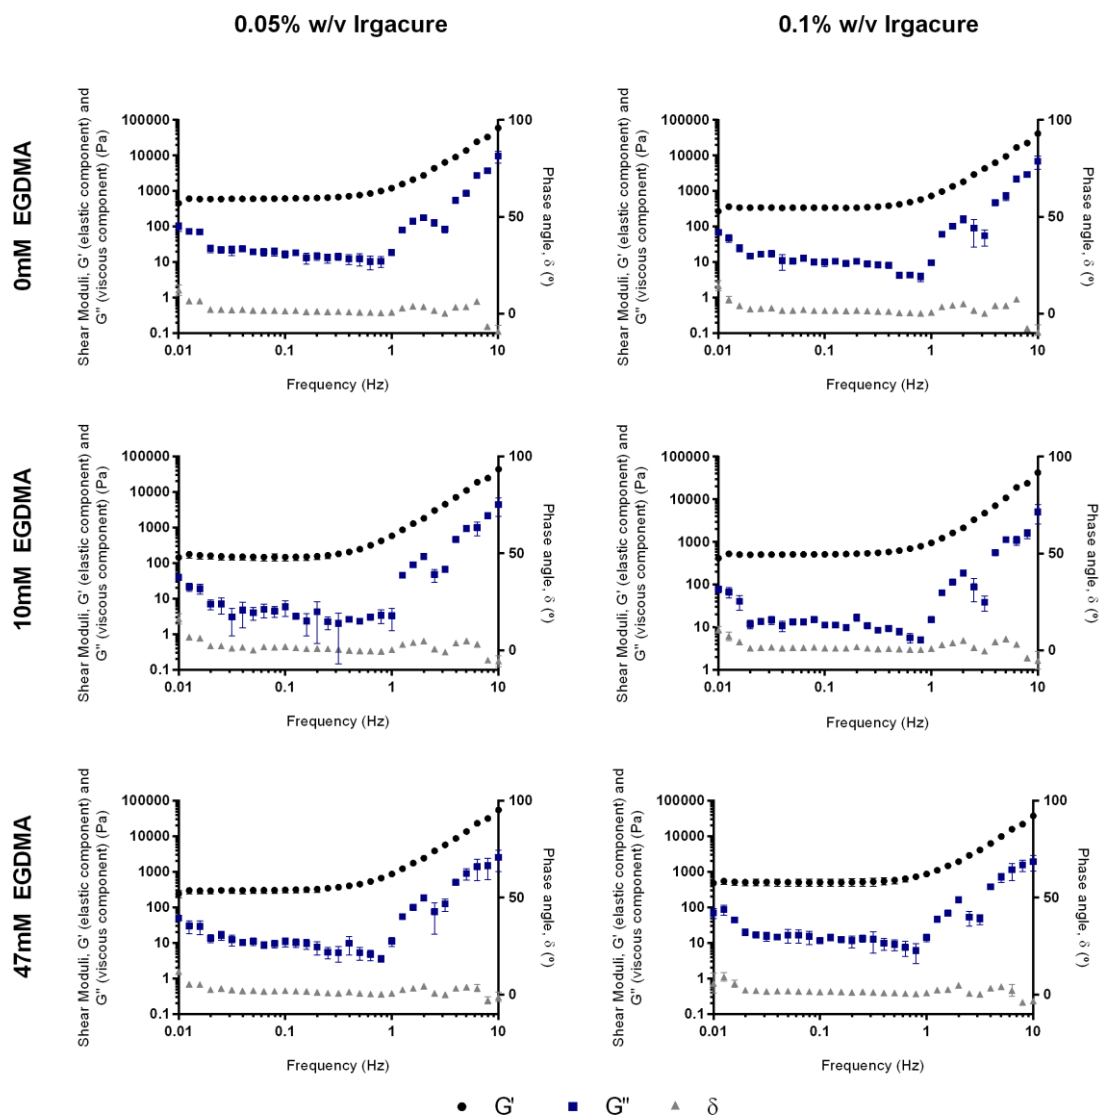 0.05% w/v Irgacure
0.1% w/v Irgacure
0mM EGDMA
Shear Moduli, G' (elastic component) and
G'' (viscous component) (Pa)
100000
10000
1000
100
10
1
0.1
0.01
0.1
1
10
Frequency (Hz)
100
50
0
Phase angle, δ (º)
Shear Moduli, G' (elastic component) and
G'' (viscous component) (Pa)
100000
10000
1000
100
10
1
0.1
0.01
0.1
1
10
Frequency (Hz)
100
50
0
Phase angle, δ (º)
10mM EGDMA
Shear Moduli, G' (elastic component) and
G'' (viscous component) (Pa)
100000
10000
1000
100
10
1
0.1
0.01
0.1
1
10
Frequency (Hz)
100
50
0
Phase angle, δ (º)
Shear Moduli, G' (elastic component) and
G'' (viscous component) (Pa)
100000
10000
1000
100
10
1
0.01
0.1
1
10
Frequency (Hz)
100
50
0
Phase angle, δ (º)
47mM EGDMA
Shear Moduli, G' (elastic component) and
G'' (viscous component) (Pa)
100000
10000
1000
100
10
1
0.1
0.01
0.1
1
10
Frequency (Hz)
100
50
0
Phase angle, δ (º)
Shear Moduli, G' (elastic component) and
G'' (viscous component) (Pa)
100000
10000
1000
100
10
1
0.1
0.01
0.1
1
10
Frequency (Hz)
100
50
0
Phase angle, δ (º)
G' G'' δ